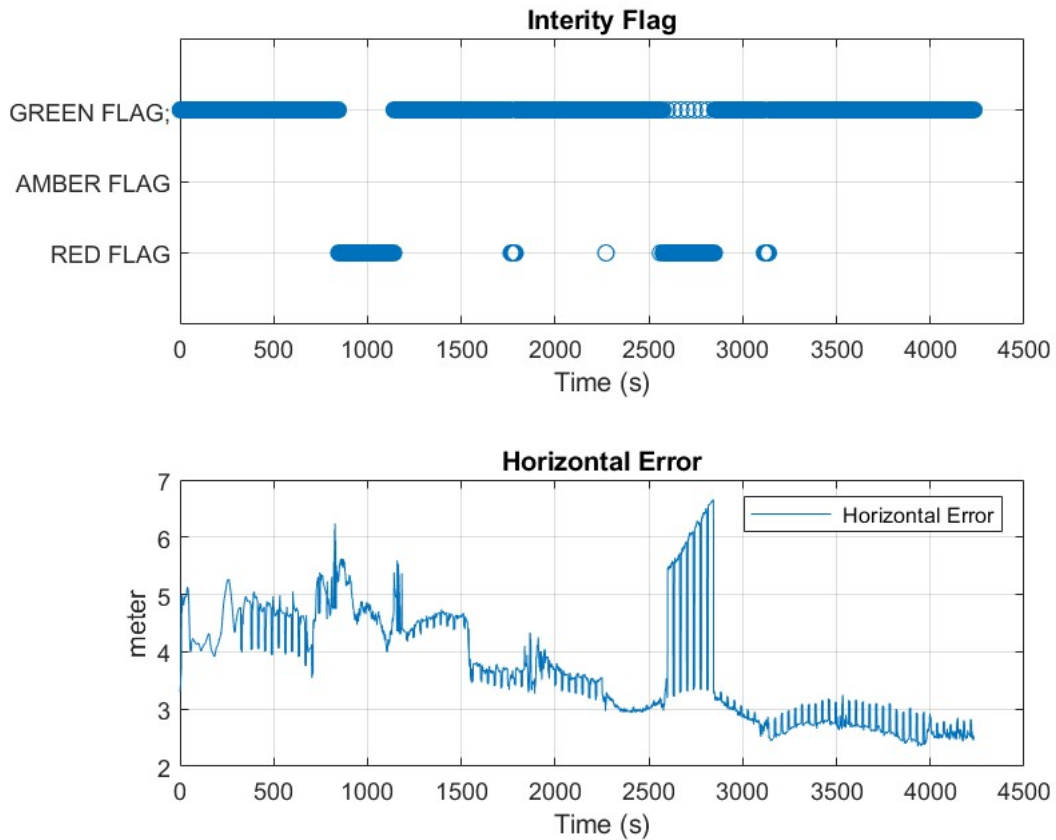 Interity Flag
GREEN FLAG;
AMBER FLAG
RED FLAG
0 500 1000 1500 2000 2500 3000 3500 4000 4500
Time (s)
Horizontal Error
7
6
5
4
3
2
meter
Horizontal Error
0 500 1000 1500 2000 2500 3000 3500 4000 4500
Time (s)